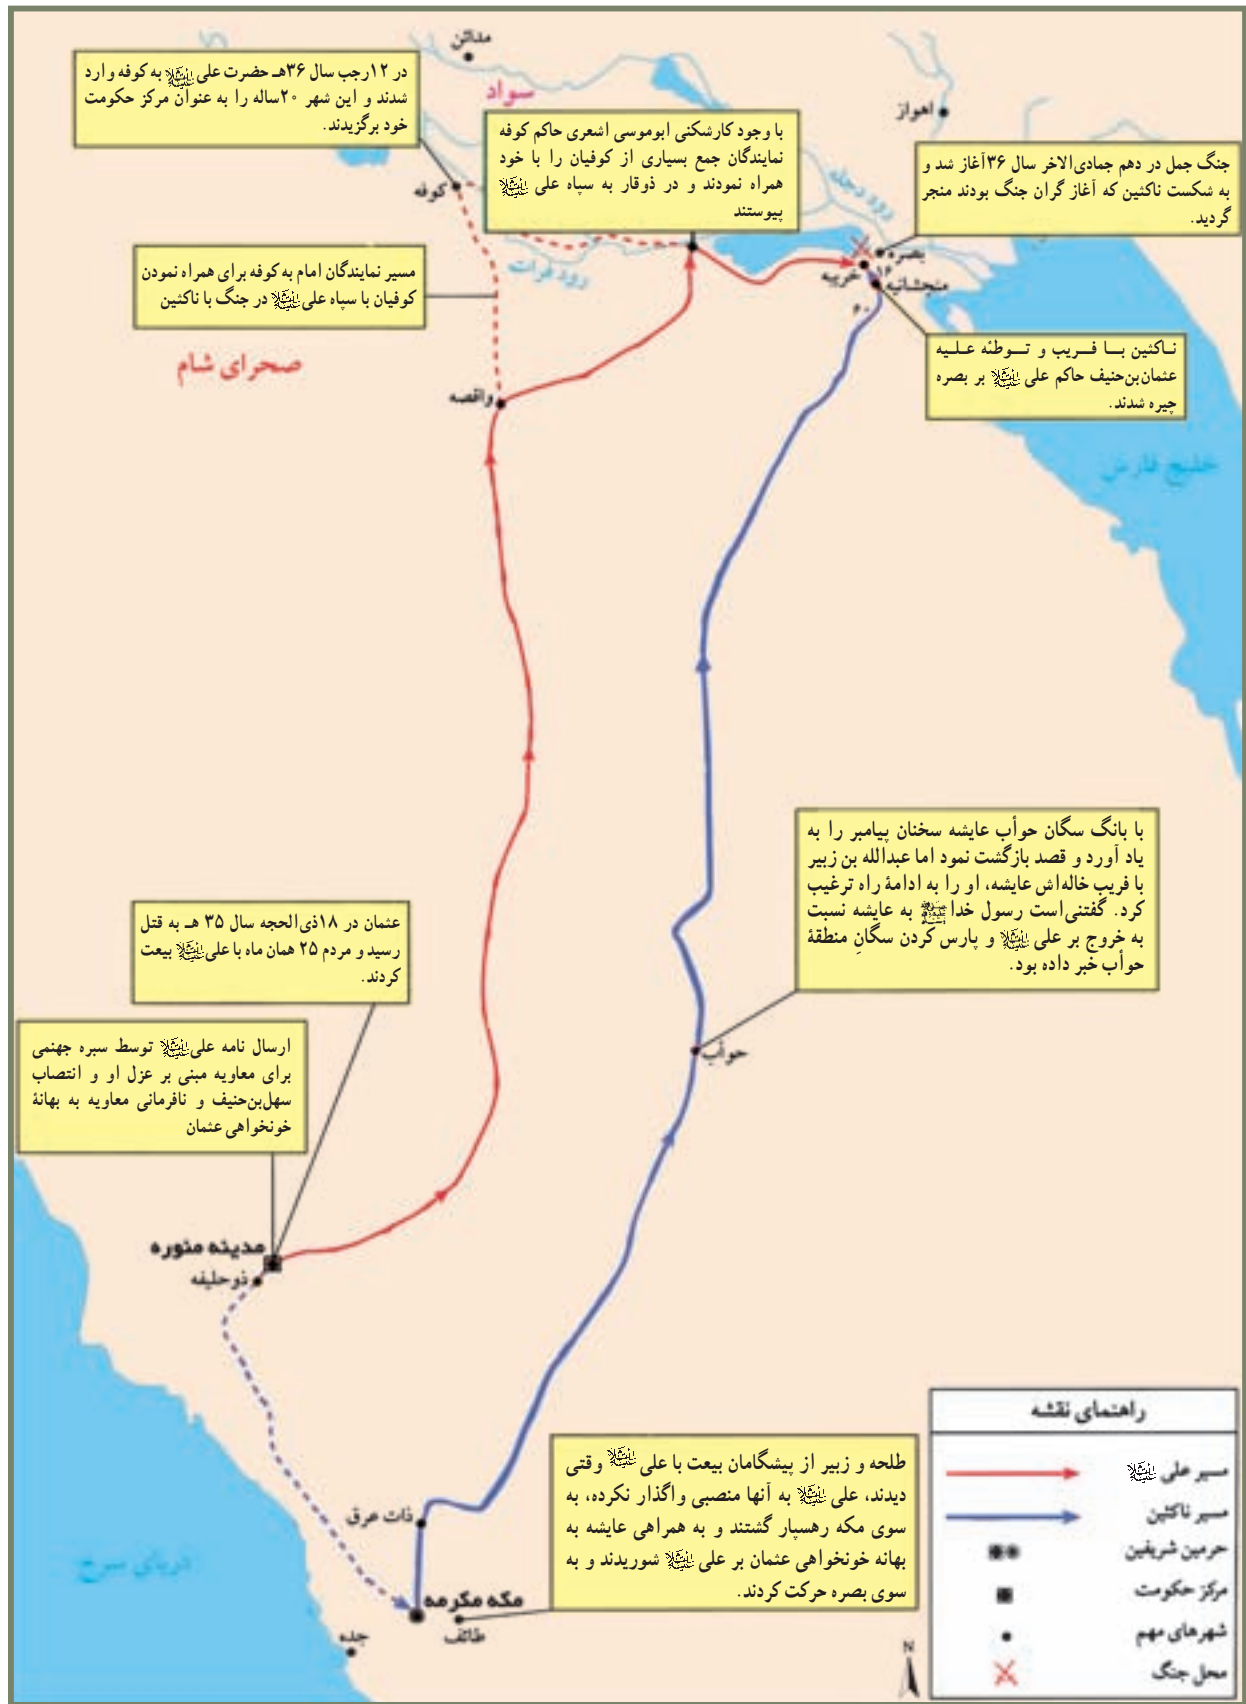 مدائن
در ۱۲رجب سال ۳۶هـ حضرت علی علیه‌السلام به کوفه وارد
شدند و این شهر ۲۰ساله را به عنوان مرکز حکومت
خود برگزیدند.
سواد
اهواز
با وجود کارشکنی ابوموسی اشعری حاکم کوفه
نمایندگان جمع بسیاری از کوفیان را با خود
همراه نمودند و در ذوقار به سپاه علی علیه‌السلام
پیوستند
جنگ جمل در دهم جمادی‌الاخر سال ۳۶آغاز شد و
به شکست ناکثین که آغاز گران جنگ بودند منجر
گردید.
کوفه
رود دجله
رود فرات
بصره
خریبه
۱۶
منجشانیه
۶۰
مسیر نمایندگان امام به کوفه برای همراه نمودن
کوفیان با سپاه علی علیه‌السلام در جنگ با ناکثین
ناکثین با فریب و توطئه علیه
عثمان‌بن‌حنیف حاکم علی علیه‌السلام بر بصره
چیره شدند.
صحرای شام
واقصه
خلیج فارس
با بانگ سگان حوأب عایشه سخنان پیامبر را به
یاد آورد و قصد بازگشت نمود اما عبدالله بن زبیر
با فریب خاله‌اش عایشه، او را به ادامهٔ راه ترغیب
کرد. گفتنی‌است رسول خدا ﷺ به عایشه نسبت
به خروج بر علی علیه‌السلام و پارس کردن سگانِ منطقهٔ
حوأب خبر داده بود.
عثمان در ۱۸ذی‌الحجه سال ۳۵ هـ به قتل
رسید و مردم ۲۵ همان ماه با علی علیه‌السلام بیعت
کردند.
ارسال نامه علی علیه‌السلام توسط سبره جهنمی
برای معاویه مبنی بر عزل او و انتصاب
سهل‌بن‌حنیف و نافرمانی معاویه به بهانهٔ
خونخواهی عثمان
حوأب
مدینه منوره
ذوحلیفه
طلحه و زبیر از پیشگامان بیعت با علی علیه‌السلام وقتی
دیدند، علی علیه‌السلام به آنها منصبی واگذار نکرده، به
سوی مکه رهسپار گشتند و به همراهی عایشه به
بهانه خونخواهی عثمان بر علی علیه‌السلام شوریدند و به
سوی بصره حرکت کردند.
ذات عرق
دریای سرخ
مکه مکرمه
طائف
جده
راهنمای نقشه
مسیر علی علیه‌السلام
مسیر ناکثین
حرمین شریفین
مرکز حکومت
شهرهای مهم
محل جنگ
N